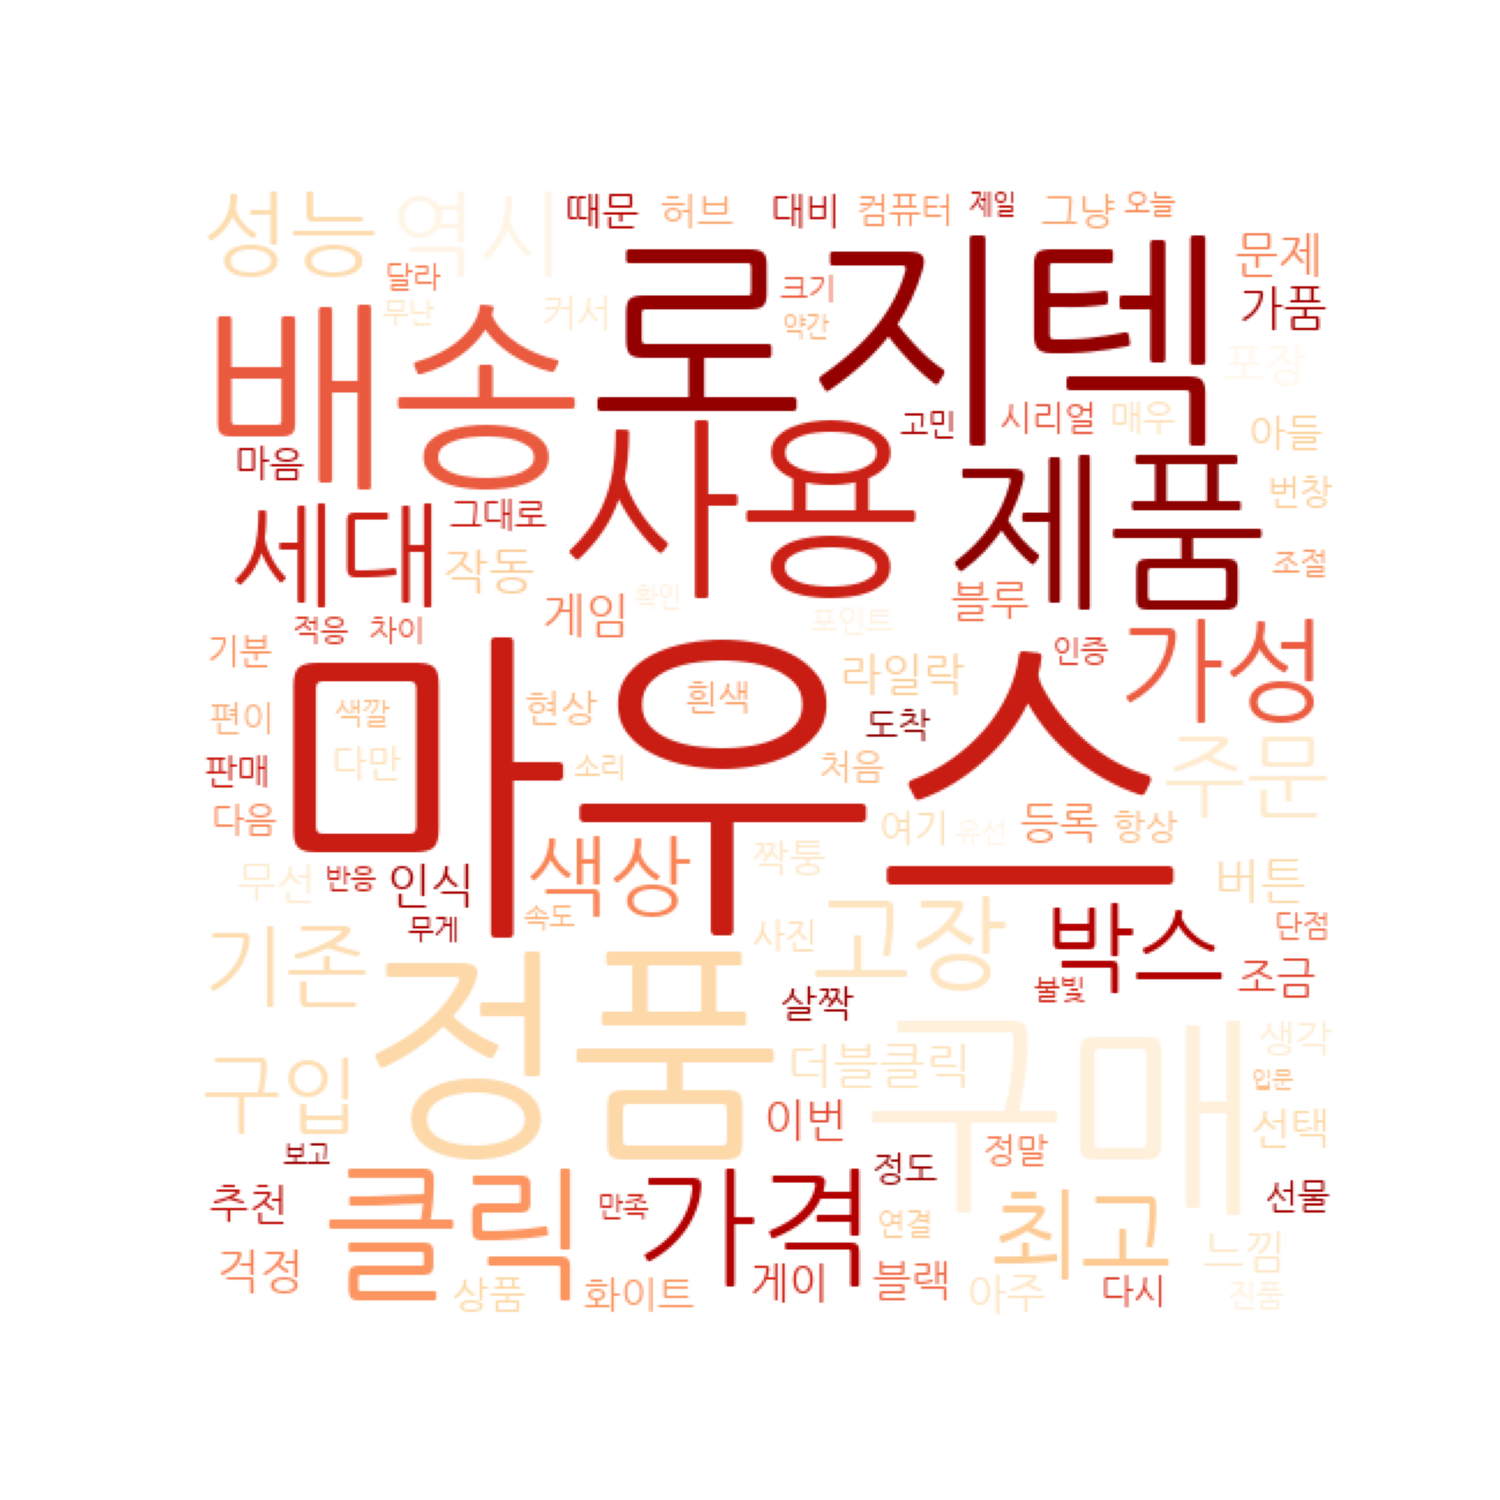 성능
역시
때문
허브
대비
컴퓨터
제일
그냥
오늘
문제
달라
로지텍
크기
가품
배송
무난
커서
약간
포장
사용
고민
시리얼
매우
아들
마음
제품
번창
세대
그대로
작동
조절
게임
확인
포인트
블루
적응
차이
인증
가성
기분
마우스
라일락
편이
색깔
현상
흰색
도착
다만
소리
처음
주문
판매
다음
여기
유선
등록
항상
무선
반응
인식
색상
짝퉁
버튼
무게
속도
사진
고장
박스
단점
기존
정품
살짝
불빛
조금
구입
더블클릭
구매
생각
입문
이번
선택
보고
정말
추천
클릭
만족
가격
정도
최고
선물
연결
느낌
걱정
상품
화이트
게이
블랙
아주
다시
진품